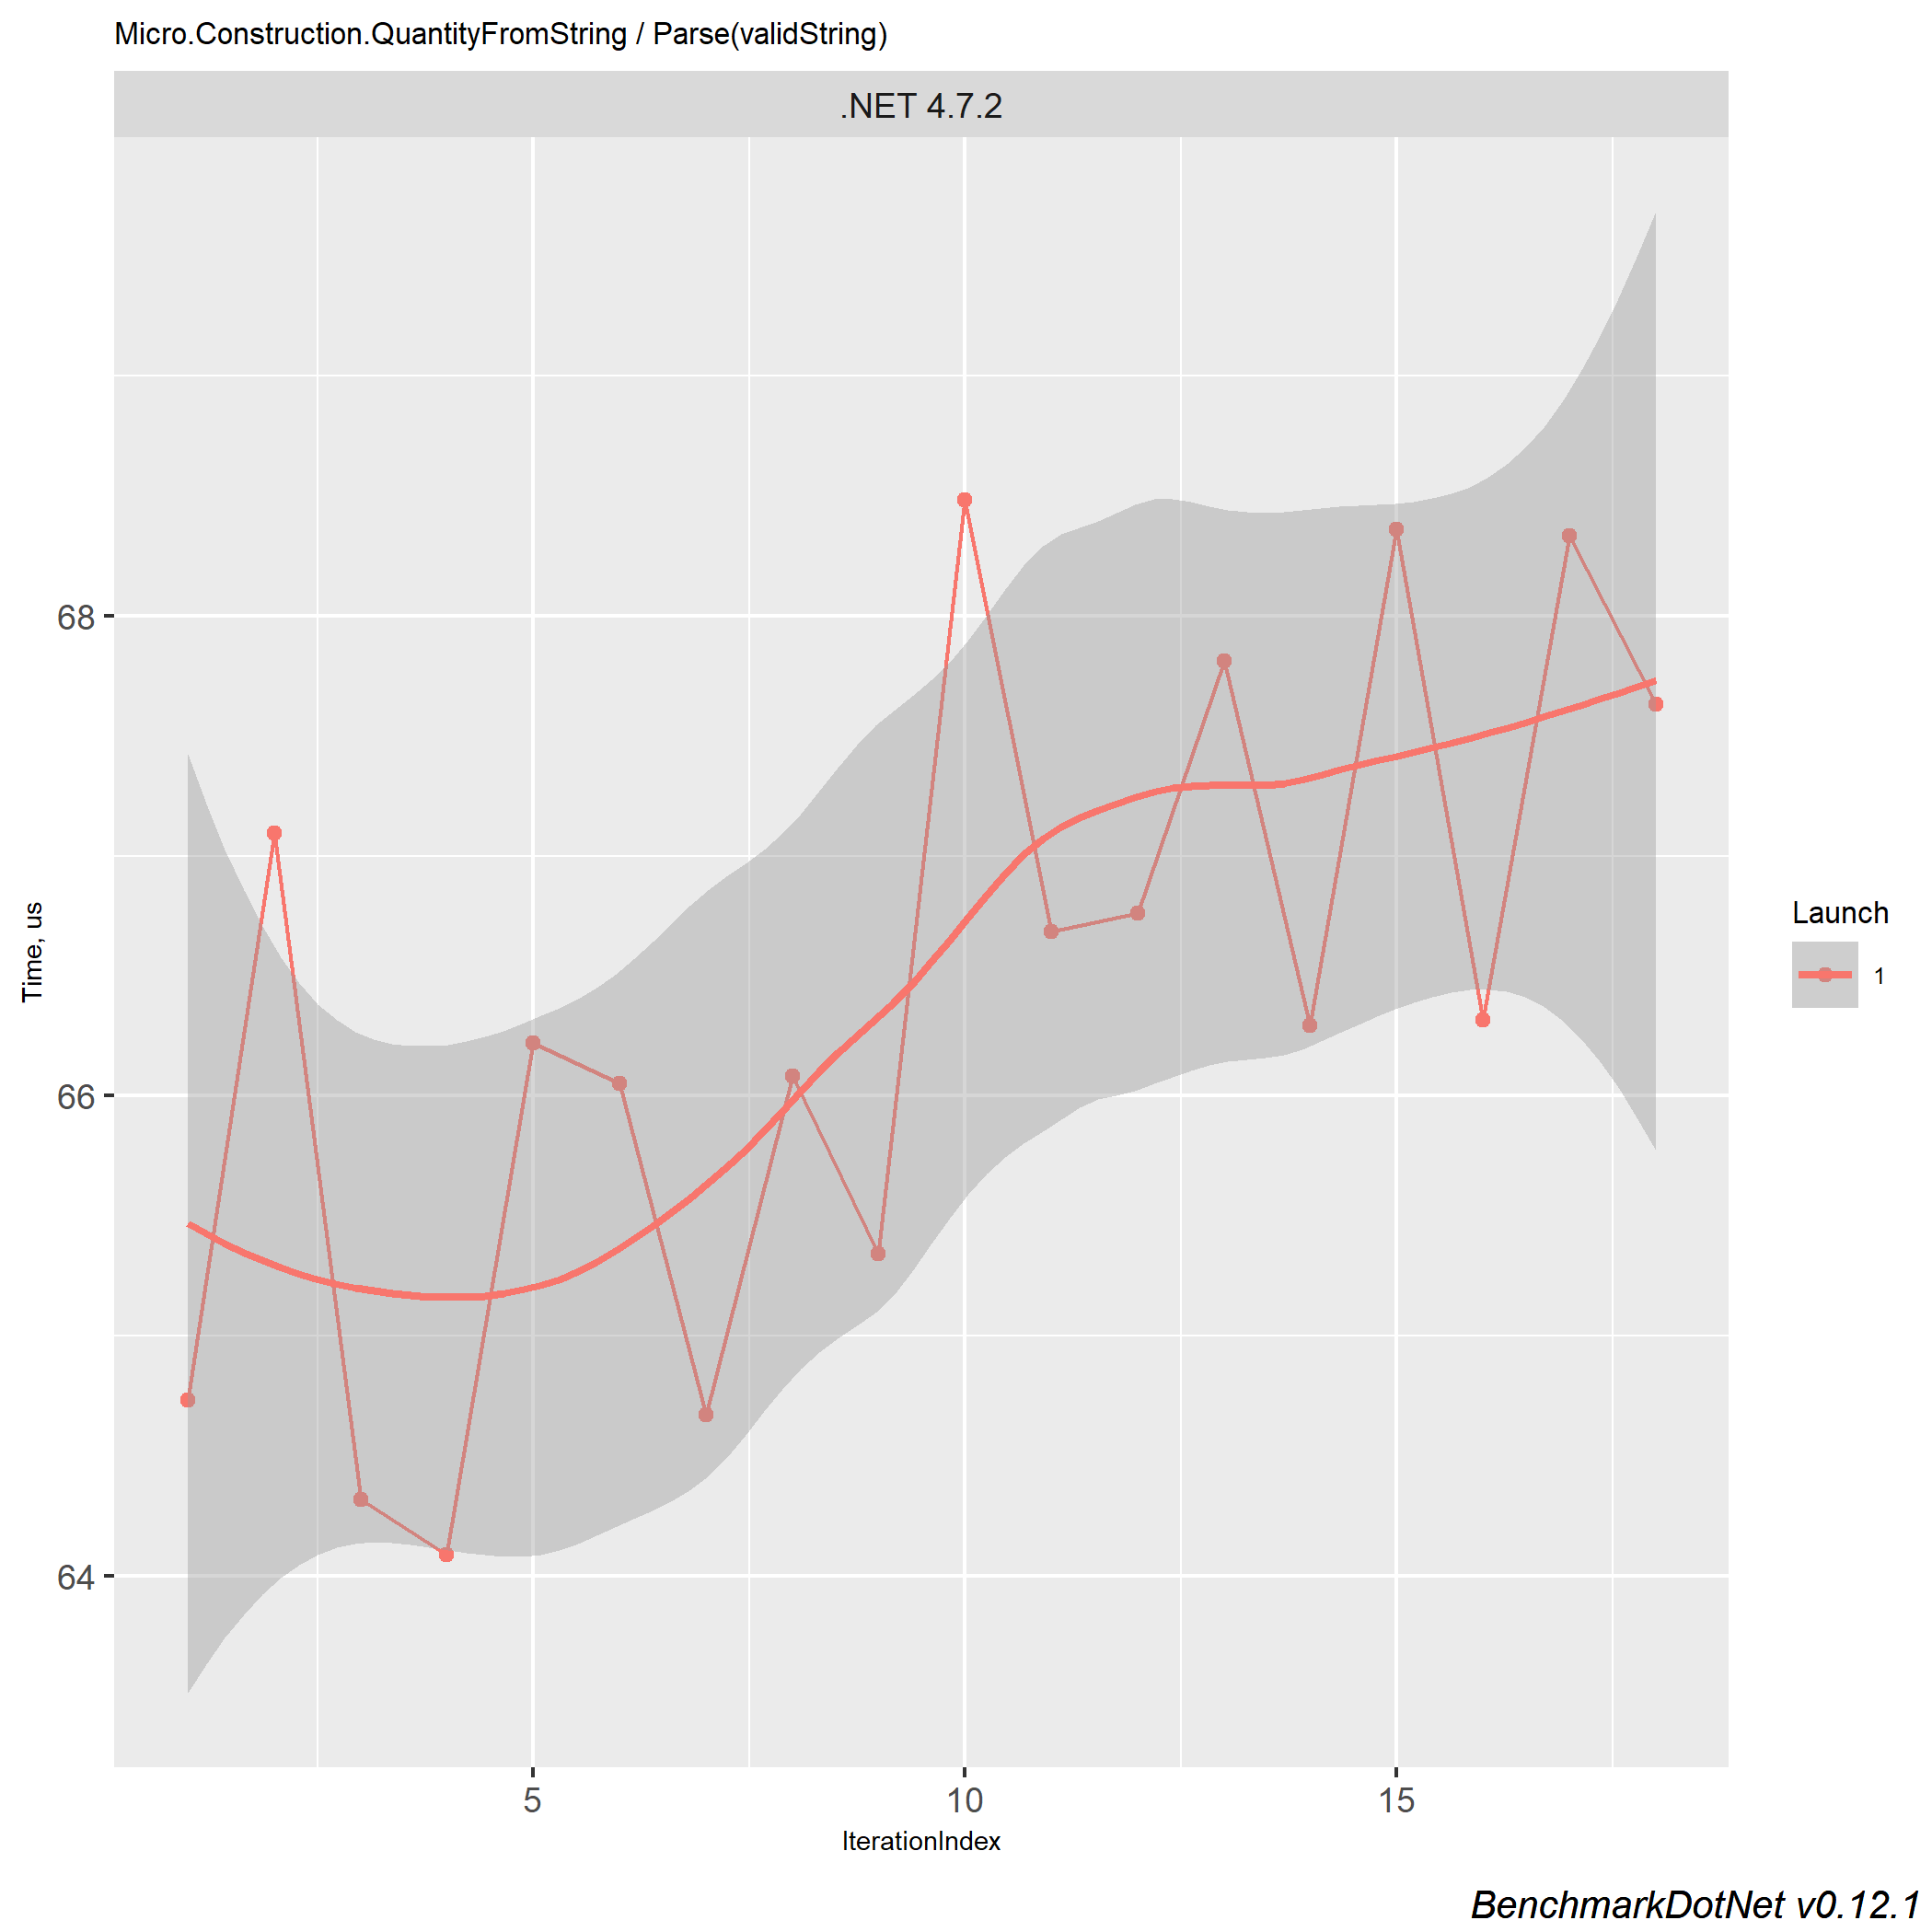 Micro.Construction.QuantityFromString / Parse(validString)
.NET 4.7.2
68
66
64
Time, us
5 10 15
IterationIndex
Launch
1
BenchmarkDotNet v0.12.1